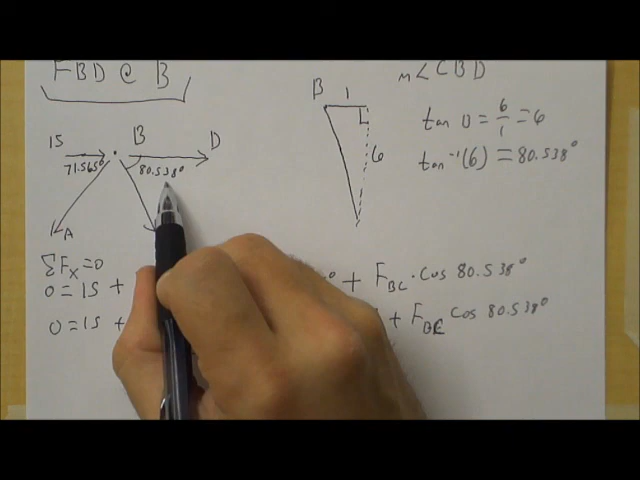 FBD @ B
m∠CBD
B 1
tan θ = 6/1 = 6
6
tan⁻¹(6) = 80.538°
15 B D
71.565° 80.538°
A
ΣFx = 0
0 = 15 + ° + FBC · cos 80.538°
0 = 15 + + FBC cos 80.538°